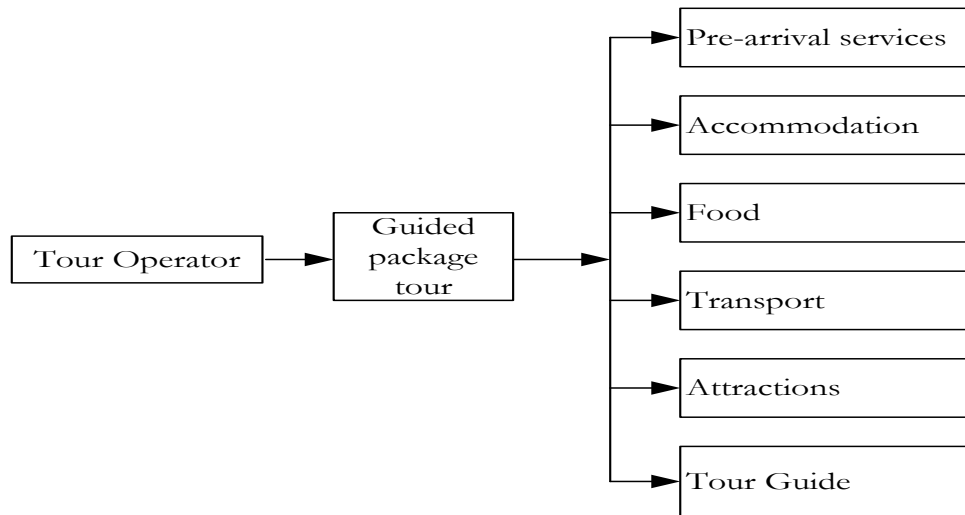 Pre-arrival services
Accommodation
Food
Tour Operator
Guided
package
tour
Transport
Attractions
Tour Guide